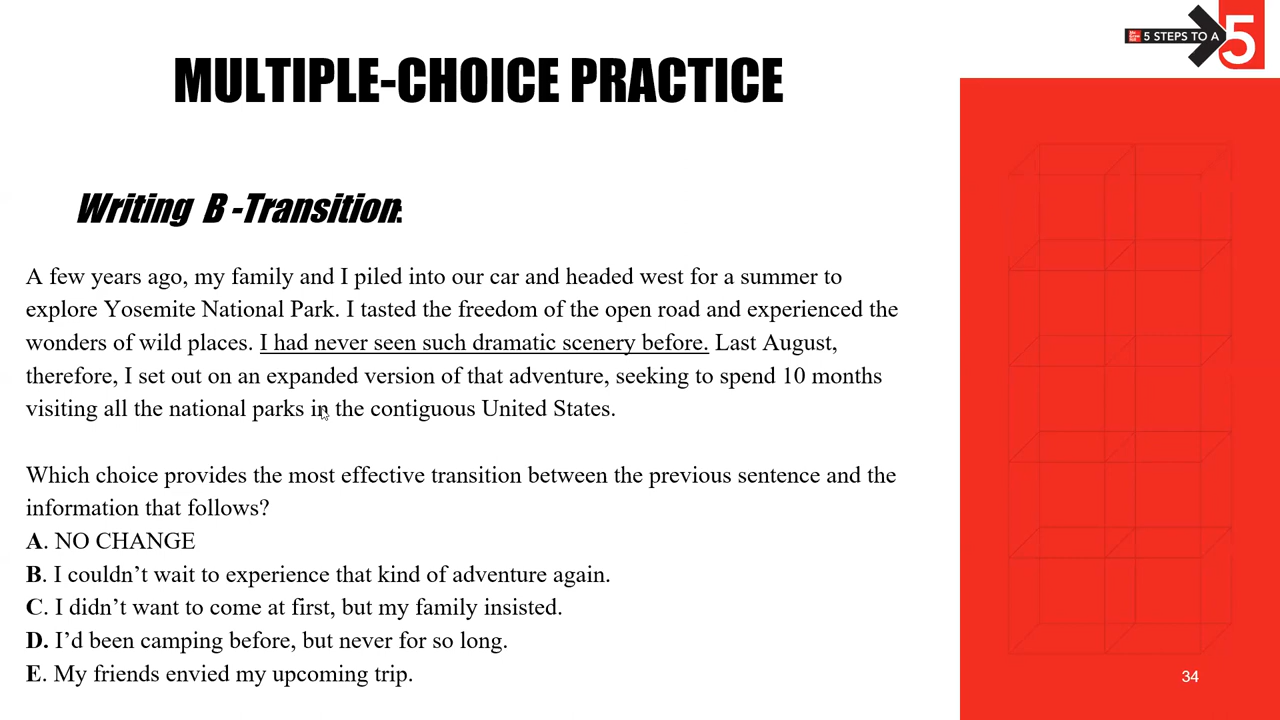 5 STEPS TO A 5
MULTIPLE-CHOICE PRACTICE
Writing B -Transition:
A few years ago, my family and I piled into our car and headed west for a summer to
explore Yosemite National Park. I tasted the freedom of the open road and experienced the
wonders of wild places. I had never seen such dramatic scenery before. Last August,
therefore, I set out on an expanded version of that adventure, seeking to spend 10 months
visiting all the national parks in the contiguous United States.
Which choice provides the most effective transition between the previous sentence and the
information that follows?
A. NO CHANGE
B. I couldn’t wait to experience that kind of adventure again.
C. I didn’t want to come at first, but my family insisted.
D. I’d been camping before, but never for so long.
E. My friends envied my upcoming trip.
34